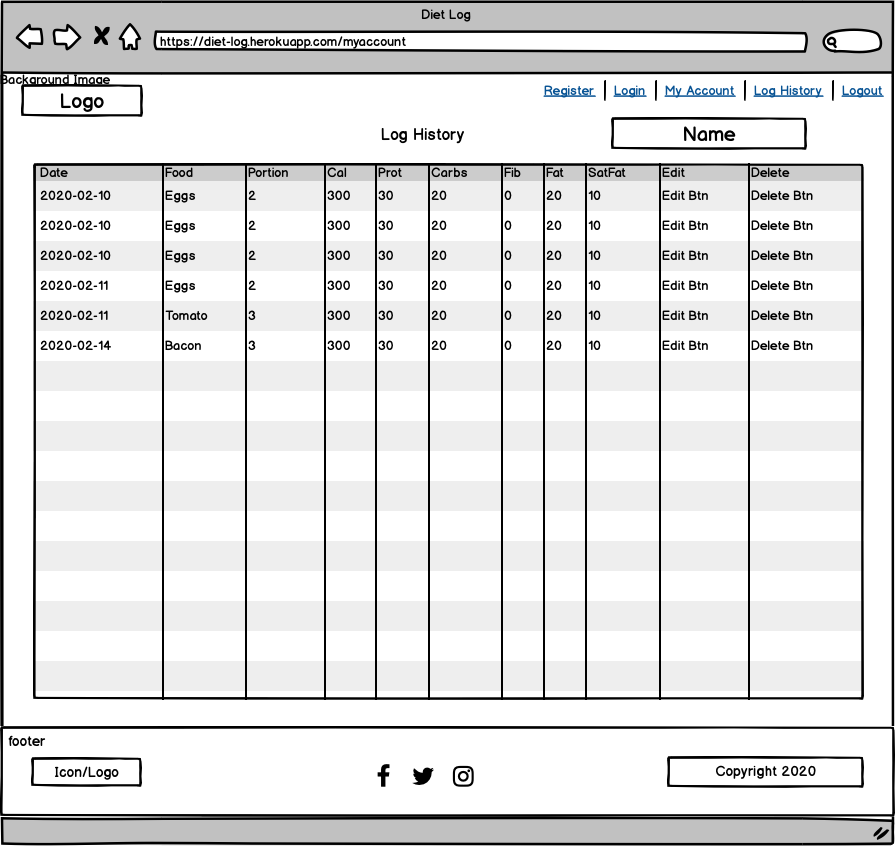 Diet Log
https://diet-log.herokuapp.com/myaccount
Background Image
Logo
Register Login My Account Log History Logout
Log History
Name
Date Food Portion Cal Prot Carbs Fib Fat SatFat Edit Delete
2020-02-10 Eggs 2 300 30 20 0 20 10 Edit Btn Delete Btn
2020-02-10 Eggs 2 300 30 20 0 20 10 Edit Btn Delete Btn
2020-02-10 Eggs 2 300 30 20 0 20 10 Edit Btn Delete Btn
2020-02-11 Eggs 2 300 30 20 0 20 10 Edit Btn Delete Btn
2020-02-11 Tomato 3 300 30 20 0 20 10 Edit Btn Delete Btn
2020-02-14 Bacon 3 300 30 20 0 20 10 Edit Btn Delete Btn
footer
Icon/Logo
Copyright 2020